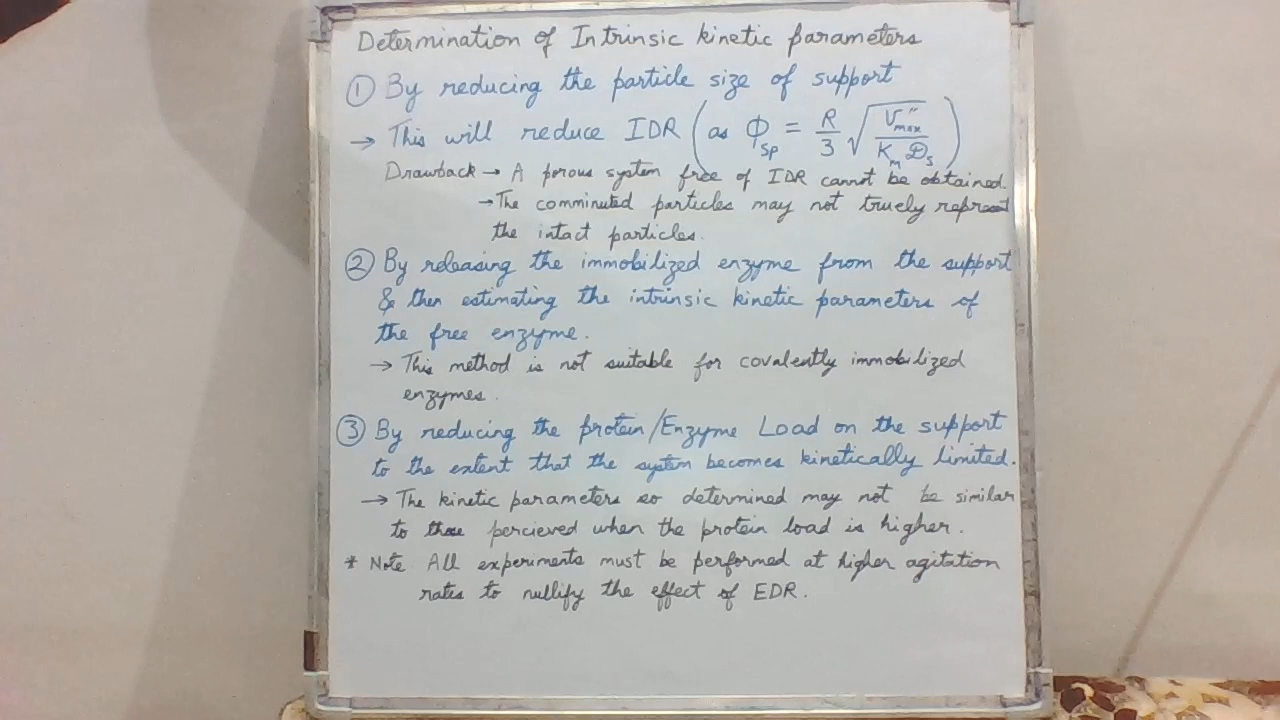 Determination of Intrinsic kinetic parameters
① By reducing the particle size of support
→ This will reduce IDR (as Φsp = R/3 √(Vmax''/(Km Ds)))
Drawback → A porous system free of IDR cannot be obtained.
→ The comminuted particles may not truely represent
the intact particles.
② By releasing the immobilized enzyme from the support
& then estimating the intrinsic kinetic parameters of
the free enzyme.
→ This method is not suitable for covalently immobilized
enzymes.
③ By reducing the protein/Enzyme Load on the support
to the extent that the system becomes kinetically limited.
→ The kinetic parameters so determined may not be similar
to those percieved when the protein load is higher.
* Note All experiments must be performed at higher agitation
rates to nullify the effect of EDR.